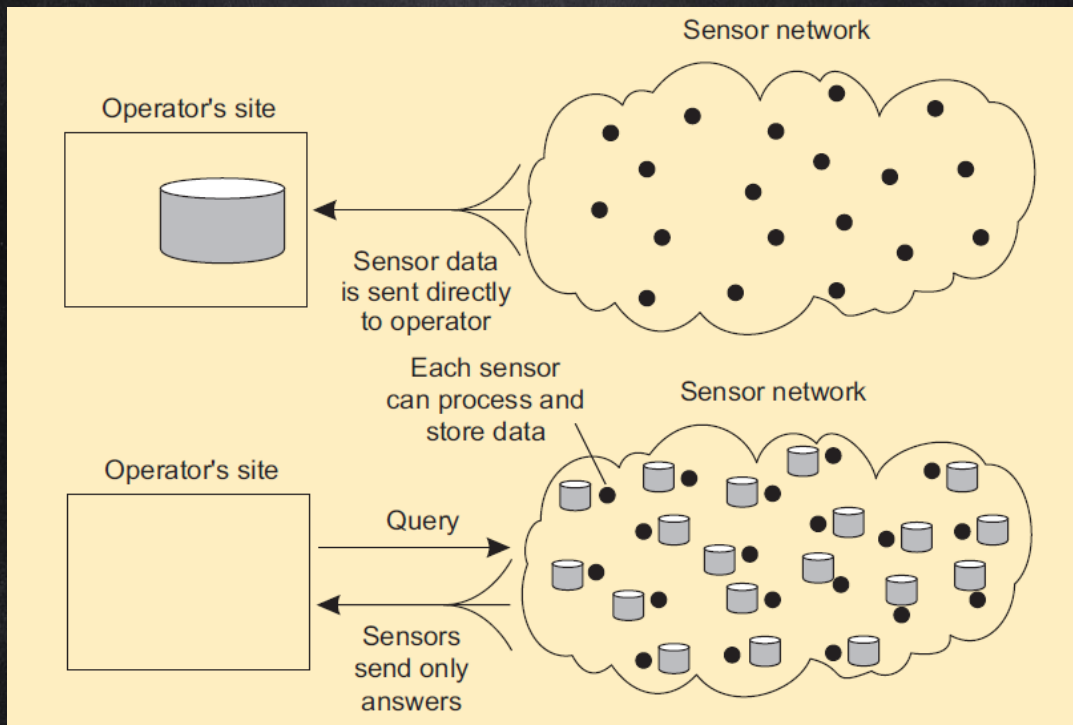 Sensor network
Operator's site
Sensor data
is sent directly
to operator
Each sensor
can process and
store data
Sensor network
Operator's site
Query
Sensors
send only
answers